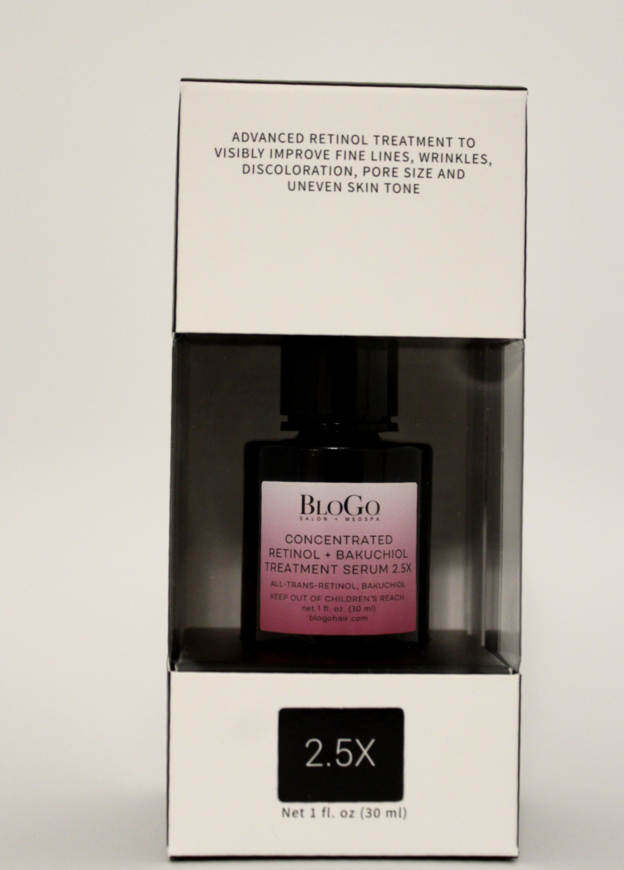 ADVANCED RETINOL TREATMENT TO
VISIBLY IMPROVE FINE LINES, WRINKLES,
DISCOLORATION, PORE SIZE AND
UNEVEN SKIN TONE
BLOGO
SALON + MEDSPA
CONCENTRATED
RETINOL + BAKUCHIOL
TREATMENT SERUM 2.5X
ALL-TRANS-RETINOL, BAKUCHIOL
KEEP OUT OF CHILDREN'S REACH
net 1 fl. oz. (30 ml)
blogohair.com
2.5X
Net 1 fl. oz (30 ml)